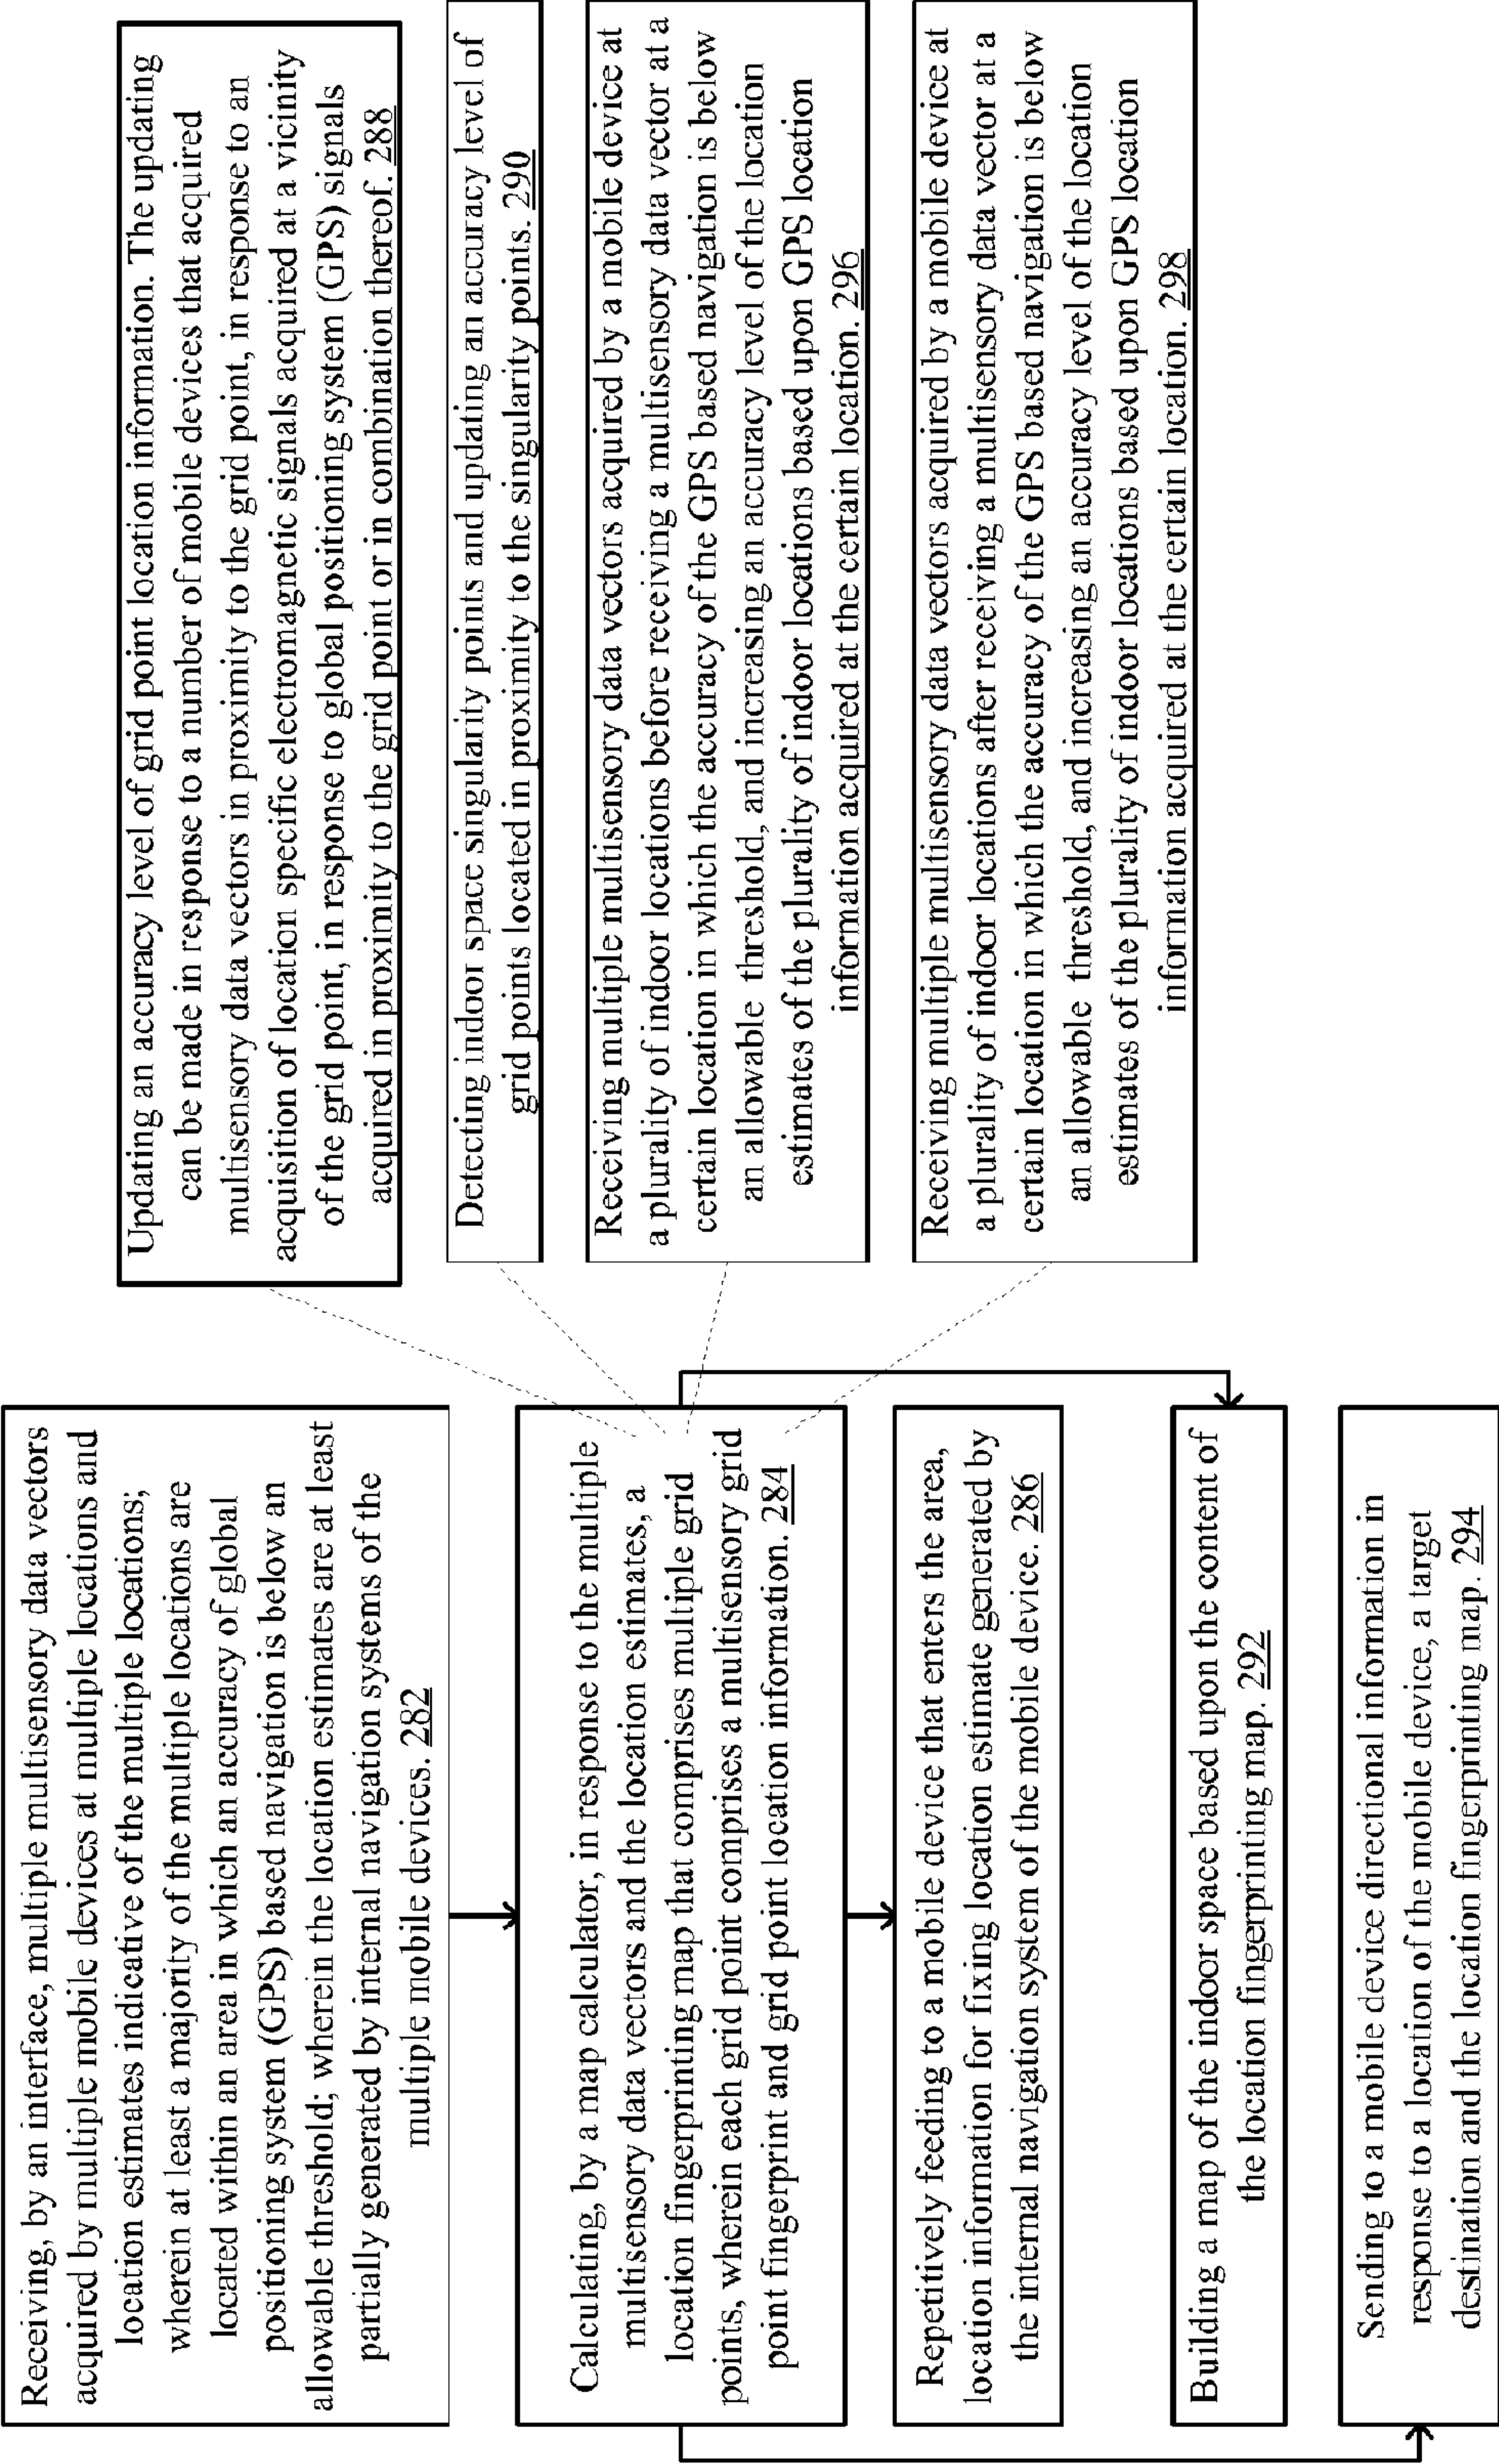 Receiving, by an interface, multiple multisensory data vectors
acquired by multiple mobile devices at multiple locations and
location estimates indicative of the multiple locations;
wherein at least a majority of the multiple locations are
located within an area in which an accuracy of global
positioning system (GPS) based navigation is below an
allowable threshold; wherein the location estimates are at least
partially generated by internal navigation systems of the
multiple mobile devices. 282
Calculating, by a map calculator, in response to the multiple
multisensory data vectors and the location estimates, a
location fingerprinting map that comprises multiple grid
points, wherein each grid point comprises a multisensory grid
point fingerprint and grid point location information. 284
Repetitively feeding to a mobile device that enters the area,
location information for fixing location estimate generated by
the internal navigation system of the mobile device. 286
Building a map of the indoor space based upon the content of
the location fingerprinting map. 292
Sending to a mobile device directional information in
response to a location of the mobile device, a target
destination and the location fingerprinting map. 294
Updating an accuracy level of grid point location information. The updating
can be made in response to a number of mobile devices that acquired
multisensory data vectors in proximity to the grid point, in response to an
acquisition of location specific electromagnetic signals acquired at a vicinity
of the grid point, in response to global positioning system (GPS) signals
acquired in proximity to the grid point or in combination thereof. 288
Detecting indoor space singularity points and updating an accuracy level of
grid points located in proximity to the singularity points. 290
Receiving multiple multisensory data vectors acquired by a mobile device at
a plurality of indoor locations before receiving a multisensory data vector at a
certain location in which the accuracy of the GPS based navigation is below
an allowable threshold, and increasing an accuracy level of the location
estimates of the plurality of indoor locations based upon GPS location
information acquired at the certain location. 296
Receiving multiple multisensory data vectors acquired by a mobile device at
a plurality of indoor locations after receiving a multisensory data vector at a
certain location in which the accuracy of the GPS based navigation is below
an allowable threshold, and increasing an accuracy level of the location
estimates of the plurality of indoor locations based upon GPS location
information acquired at the certain location. 298